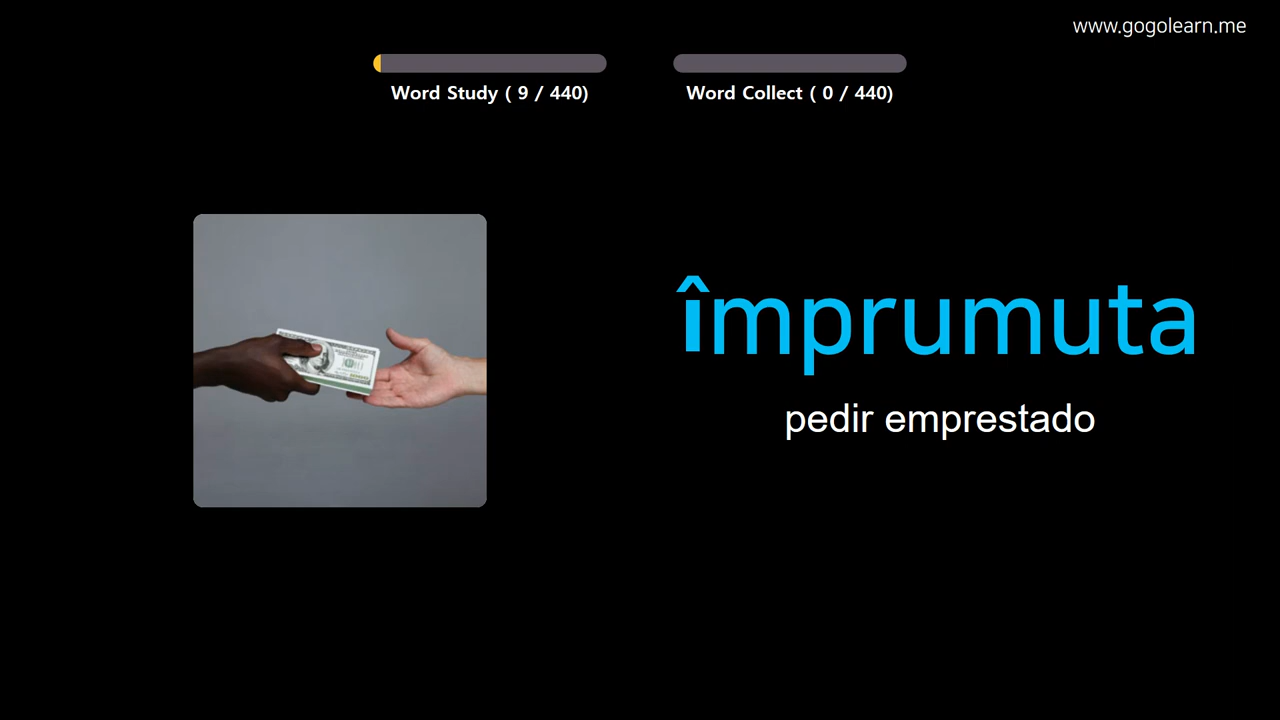 www.gogolearn.me
Word Study ( 9 / 440)
Word Collect ( 0 / 440)
împrumuta
pedir emprestado